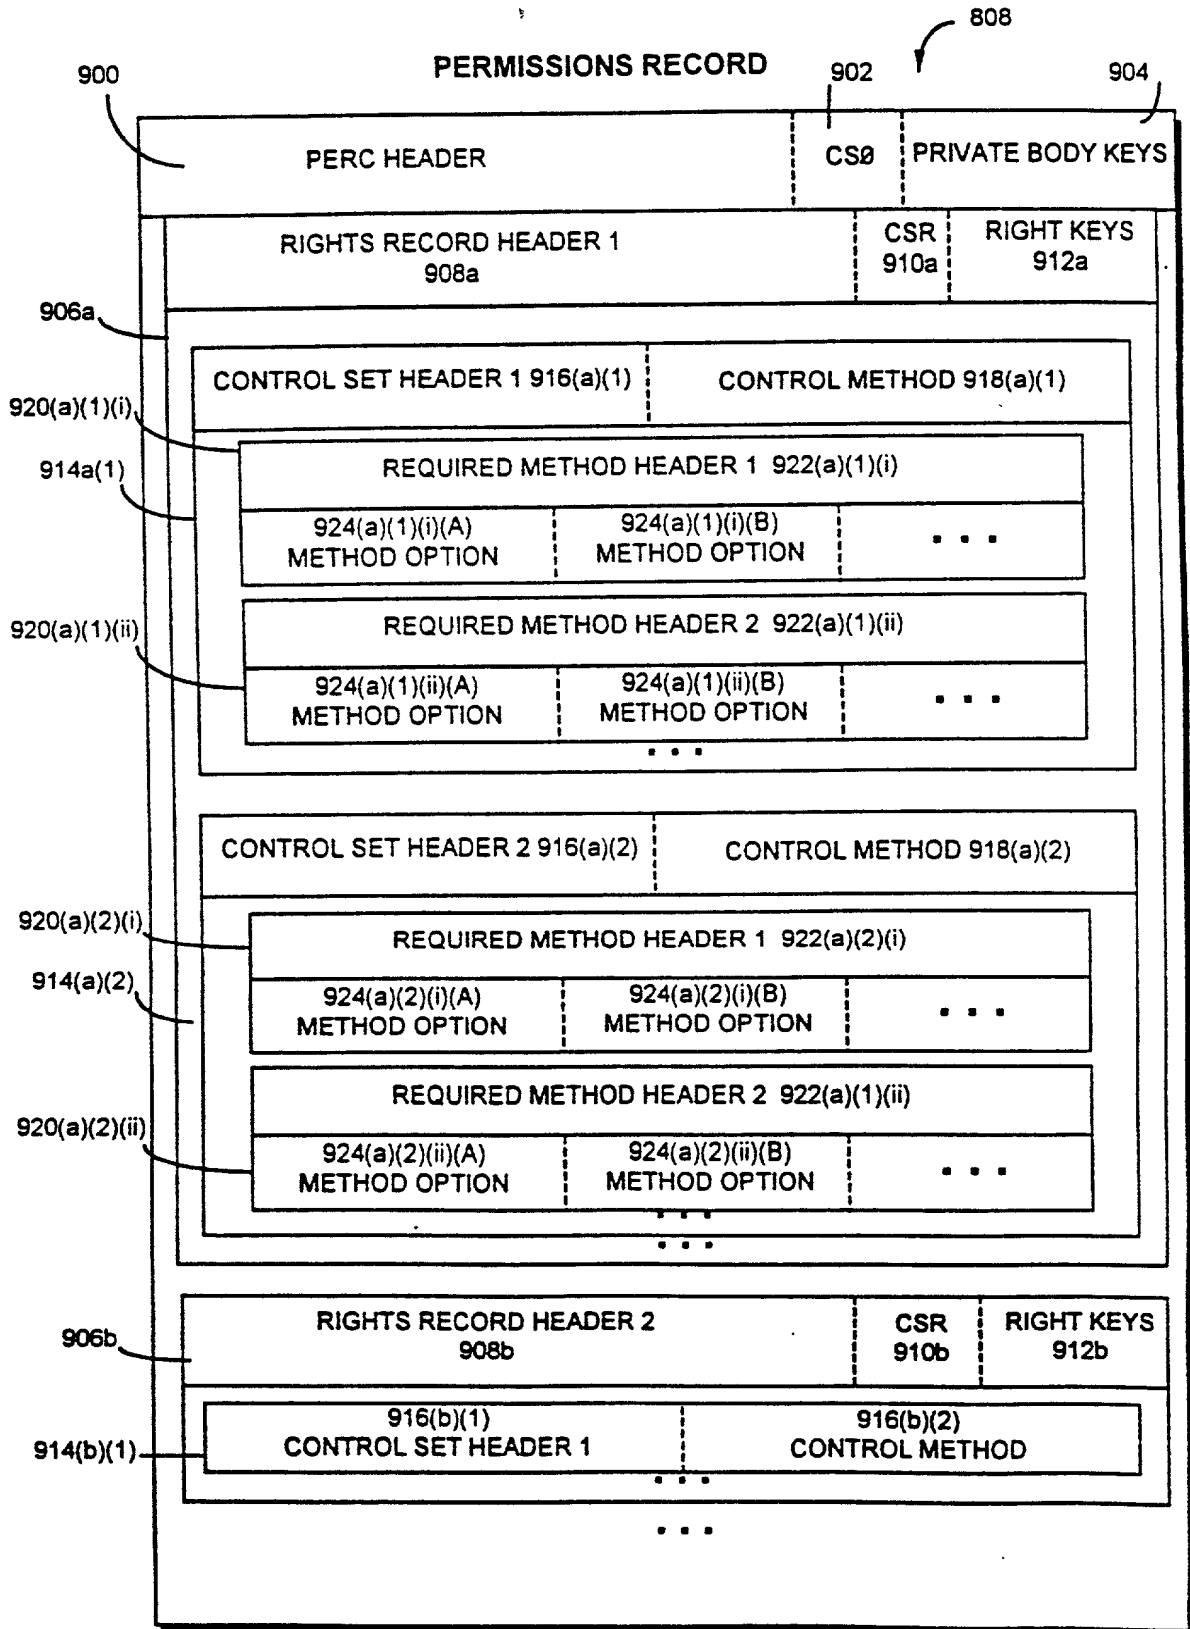 808
PERMISSIONS RECORD
900
902
904
PERC HEADER
CS0
PRIVATE BODY KEYS
RIGHTS RECORD HEADER 1
908a
CSR
910a
RIGHT KEYS
912a
906a
CONTROL SET HEADER 1 916(a)(1)
CONTROL METHOD 918(a)(1)
920(a)(1)(i)
914a(1)
REQUIRED METHOD HEADER 1 922(a)(1)(i)
924(a)(1)(i)(A)
METHOD OPTION
924(a)(1)(i)(B)
METHOD OPTION
. . .
920(a)(1)(ii)
REQUIRED METHOD HEADER 2 922(a)(1)(ii)
924(a)(1)(ii)(A)
METHOD OPTION
924(a)(1)(ii)(B)
METHOD OPTION
. . .
. . .
CONTROL SET HEADER 2 916(a)(2)
CONTROL METHOD 918(a)(2)
920(a)(2)(i)
914(a)(2)
REQUIRED METHOD HEADER 1 922(a)(2)(i)
924(a)(2)(i)(A)
METHOD OPTION
924(a)(2)(i)(B)
METHOD OPTION
. . .
920(a)(2)(ii)
REQUIRED METHOD HEADER 2 922(a)(1)(ii)
924(a)(2)(ii)(A)
METHOD OPTION
924(a)(2)(ii)(B)
METHOD OPTION
. . .
. . .
. . .
906b
RIGHTS RECORD HEADER 2
908b
CSR
910b
RIGHT KEYS
912b
914(b)(1)
916(b)(1)
CONTROL SET HEADER 1
916(b)(2)
CONTROL METHOD
. . .
. . .